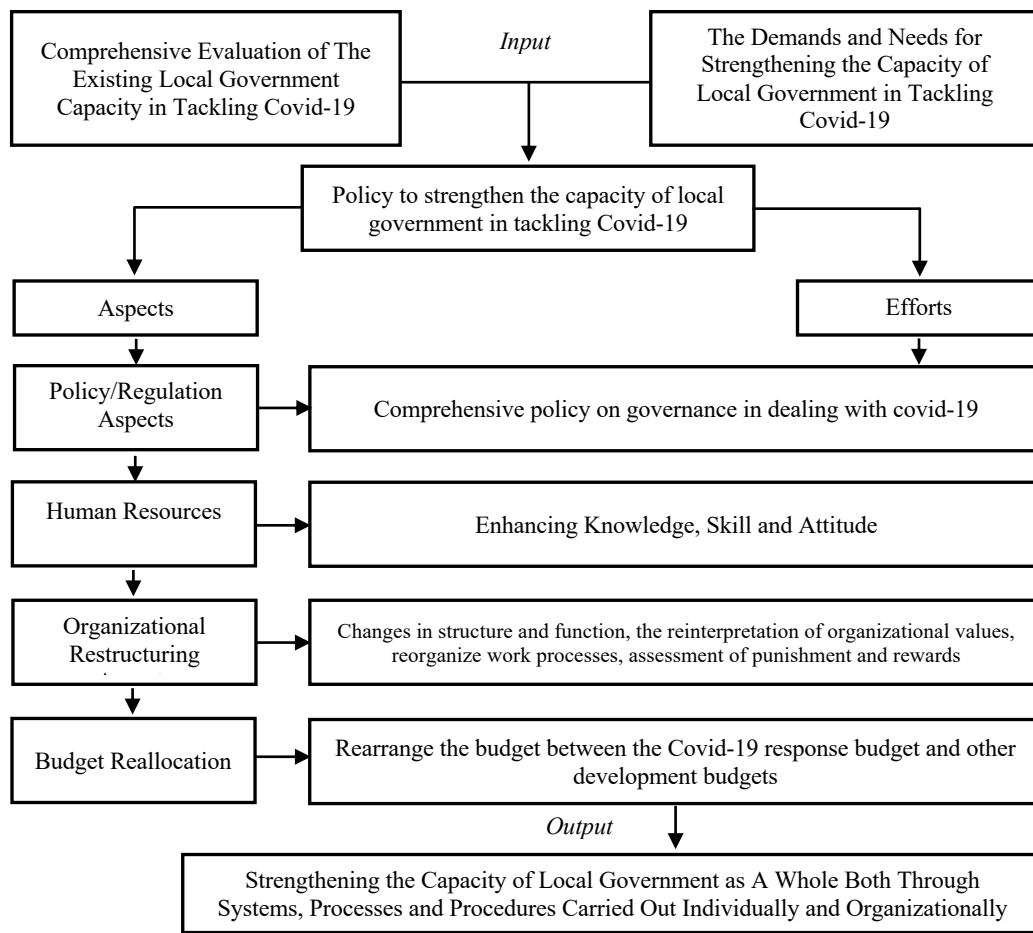 Comprehensive Evaluation of The
Existing Local Government
Capacity in Tackling Covid-19
Input
The Demands and Needs for
Strengthening the Capacity of
Local Government in Tackling
Covid-19
Policy to strengthen the capacity of local
government in tackling Covid-19
Aspects
Efforts
Policy/Regulation
Aspects
Comprehensive policy on governance in dealing with covid-19
Human Resources
Enhancing Knowledge, Skill and Attitude
Organizational
Restructuring
Changes in structure and function, the reinterpretation of organizational values,
reorganize work processes, assessment of punishment and rewards
Budget Reallocation
Rearrange the budget between the Covid-19 response budget and other
development budgets
Output
Strengthening the Capacity of Local Government as A Whole Both Through
Systems, Processes and Procedures Carried Out Individually and Organizationally